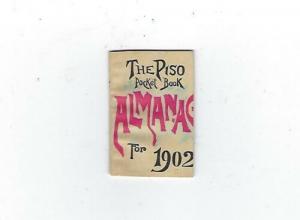 The Piso
Pocket Book
ALMANAC
For 1902